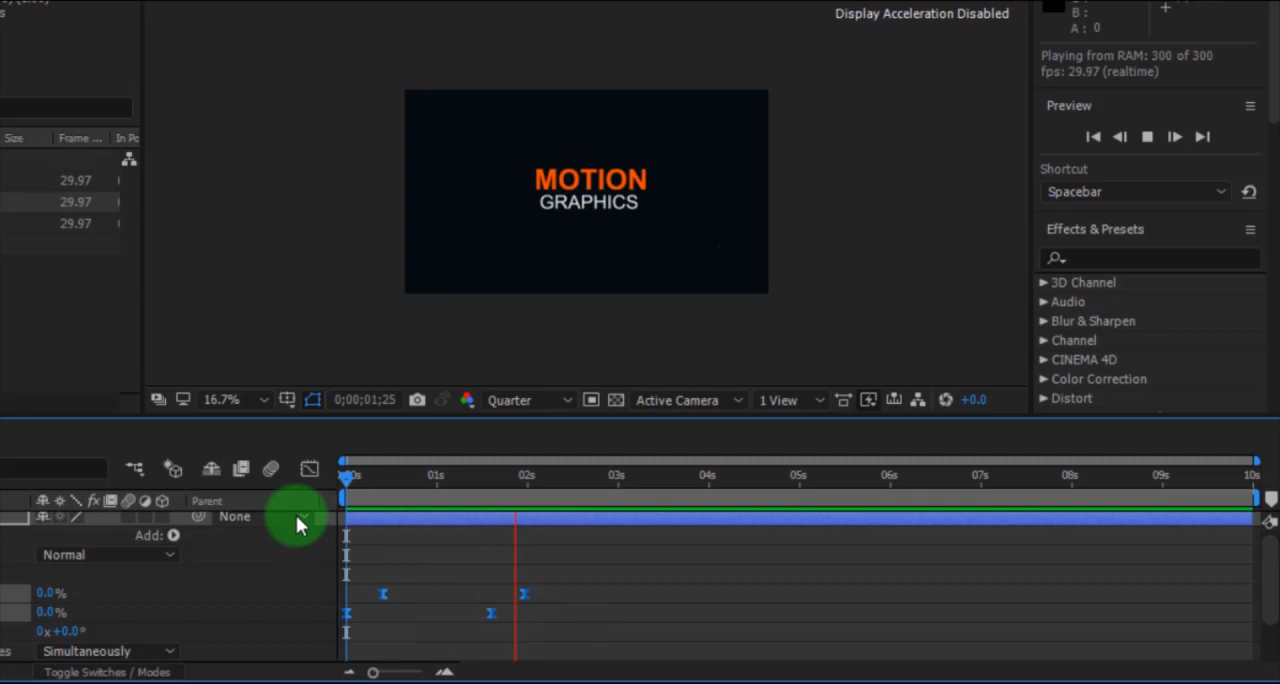 Display Acceleration Disabled
B :
A : 0
Playing from RAM: 300 of 300
fps: 29.97 (realtime)
Preview
Shortcut
Spacebar
Effects & Presets
3D Channel
Audio
Blur & Sharpen
Channel
CINEMA 4D
Color Correction
Distort
Size Frame ... In Po
29.97
29.97
29.97
MOTION
GRAPHICS
16.7% 0;00;01;25 Quarter Active Camera 1 View +0.0
01s 02s 03s 04s 05s 06s 07s 08s 09s 10s
fx Parent
None
Add:
Normal
0.0%
0.0%
0x+0.0°
es Simultaneously
Toggle Switches / Modes